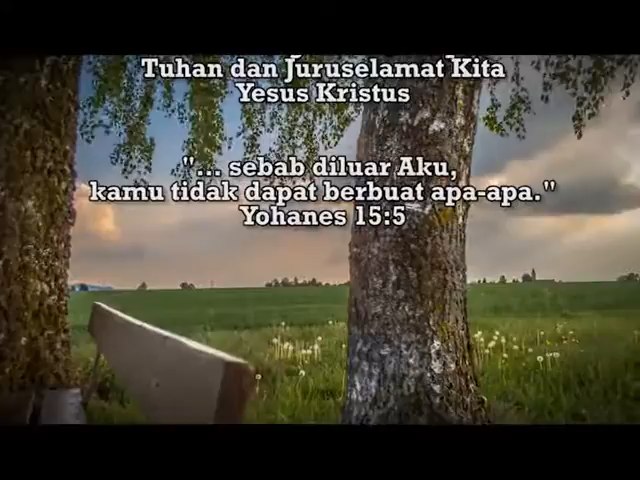 Tuhan dan Juruselamat Kita
Yesus Kristus
"... sebab diluar Aku,
kamu tidak dapat berbuat apa-apa."
Yohanes 15:5